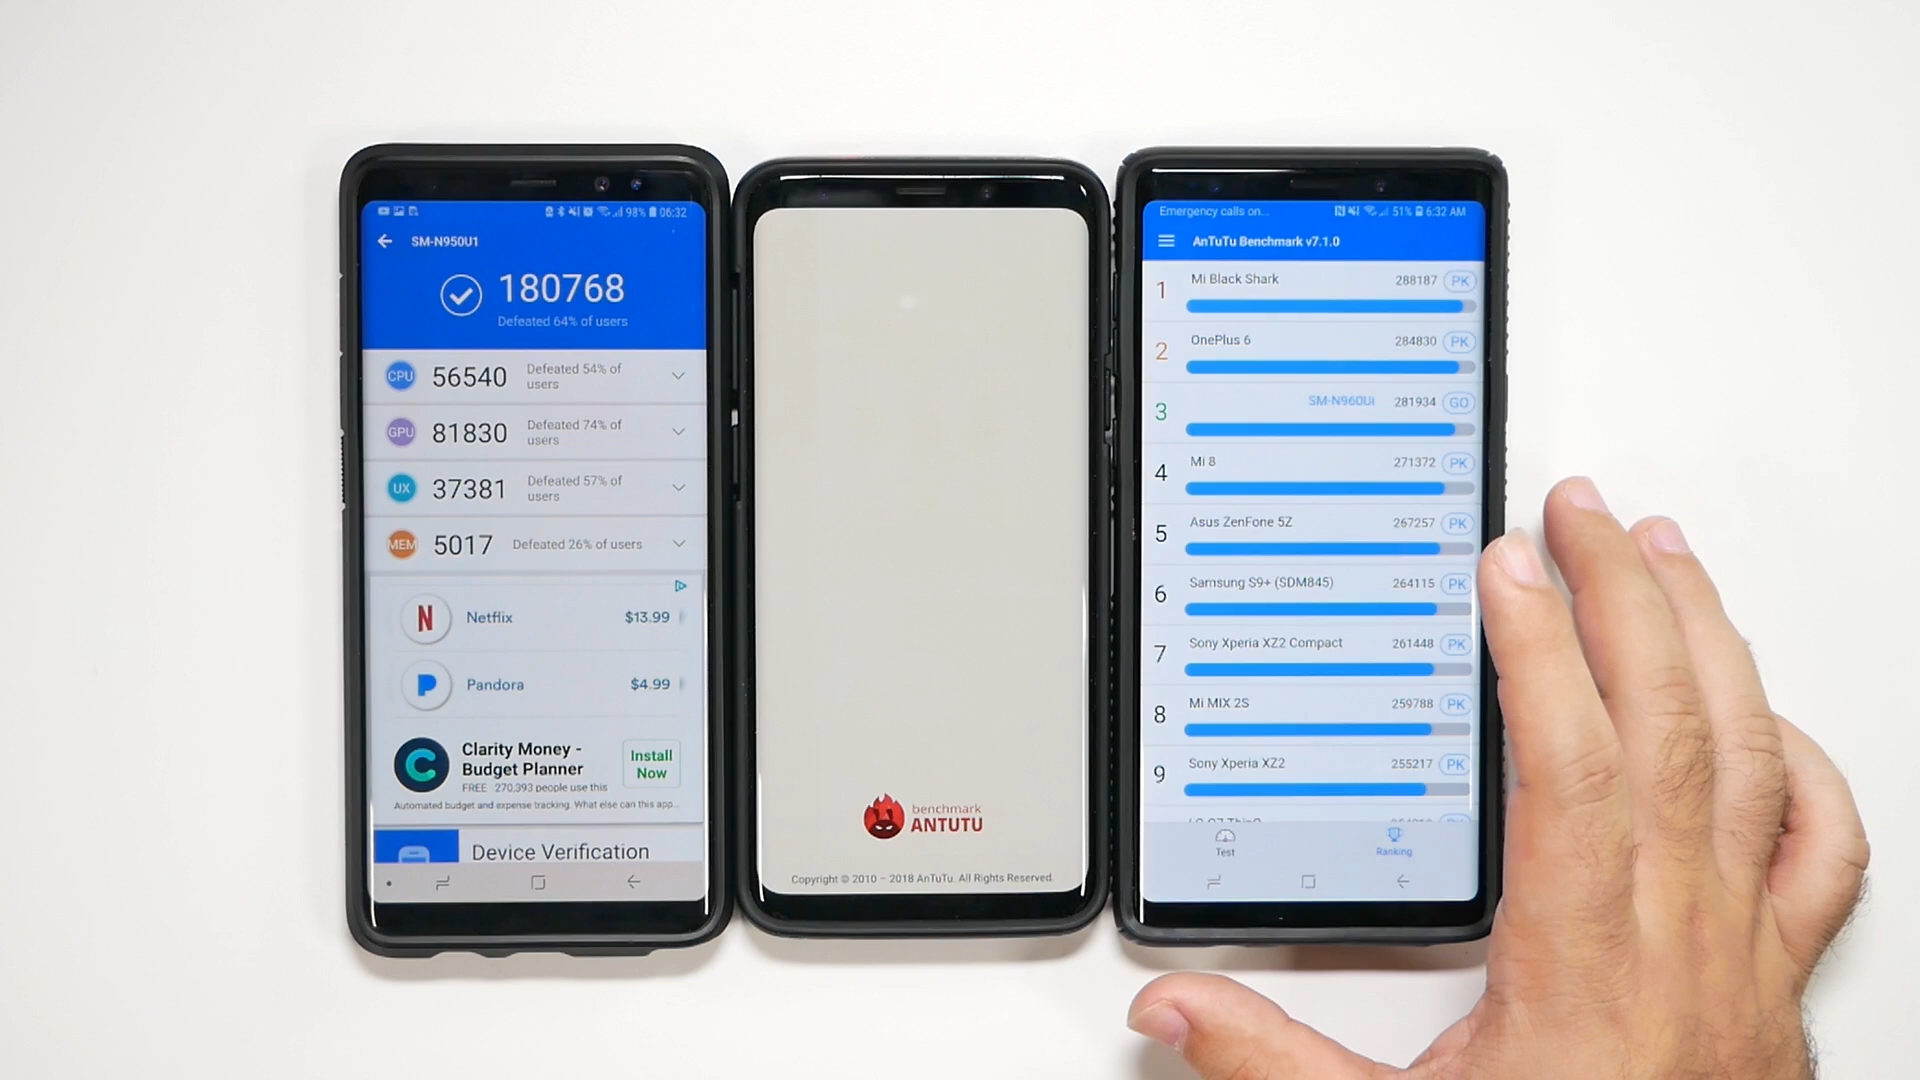 98% 06:32
SM-N950U1
180768
Defeated 64% of users
CPU 56540 Defeated 54% of
users
GPU 81830 Defeated 74% of
users
UX 37381 Defeated 57% of
users
MEM 5017 Defeated 26% of users
N Netflix $13.99
P Pandora $4.99
C Clarity Money -
Budget Planner
FREE 270,393 people use this
Install
Now
Automated budget and expense tracking. What else can this app...
Device Verification
benchmark
ANTUTU
Copyright © 2010 – 2018 AnTuTu. All Rights Reserved.
Emergency calls on... 51% 6:32 AM
AnTuTu Benchmark v7.1.0
1 Mi Black Shark 288187 PK
2 OnePlus 6 284830 PK
3 SM-N960U 281934 GO
4 Mi 8 271372 PK
5 Asus ZenFone 5Z 267257 PK
6 Samsung S9+ (SDM845) 264115 PK
7 Sony Xperia XZ2 Compact 261448 PK
8 Mi MIX 2S 259788 PK
9 Sony Xperia XZ2 255217 PK
Test Ranking